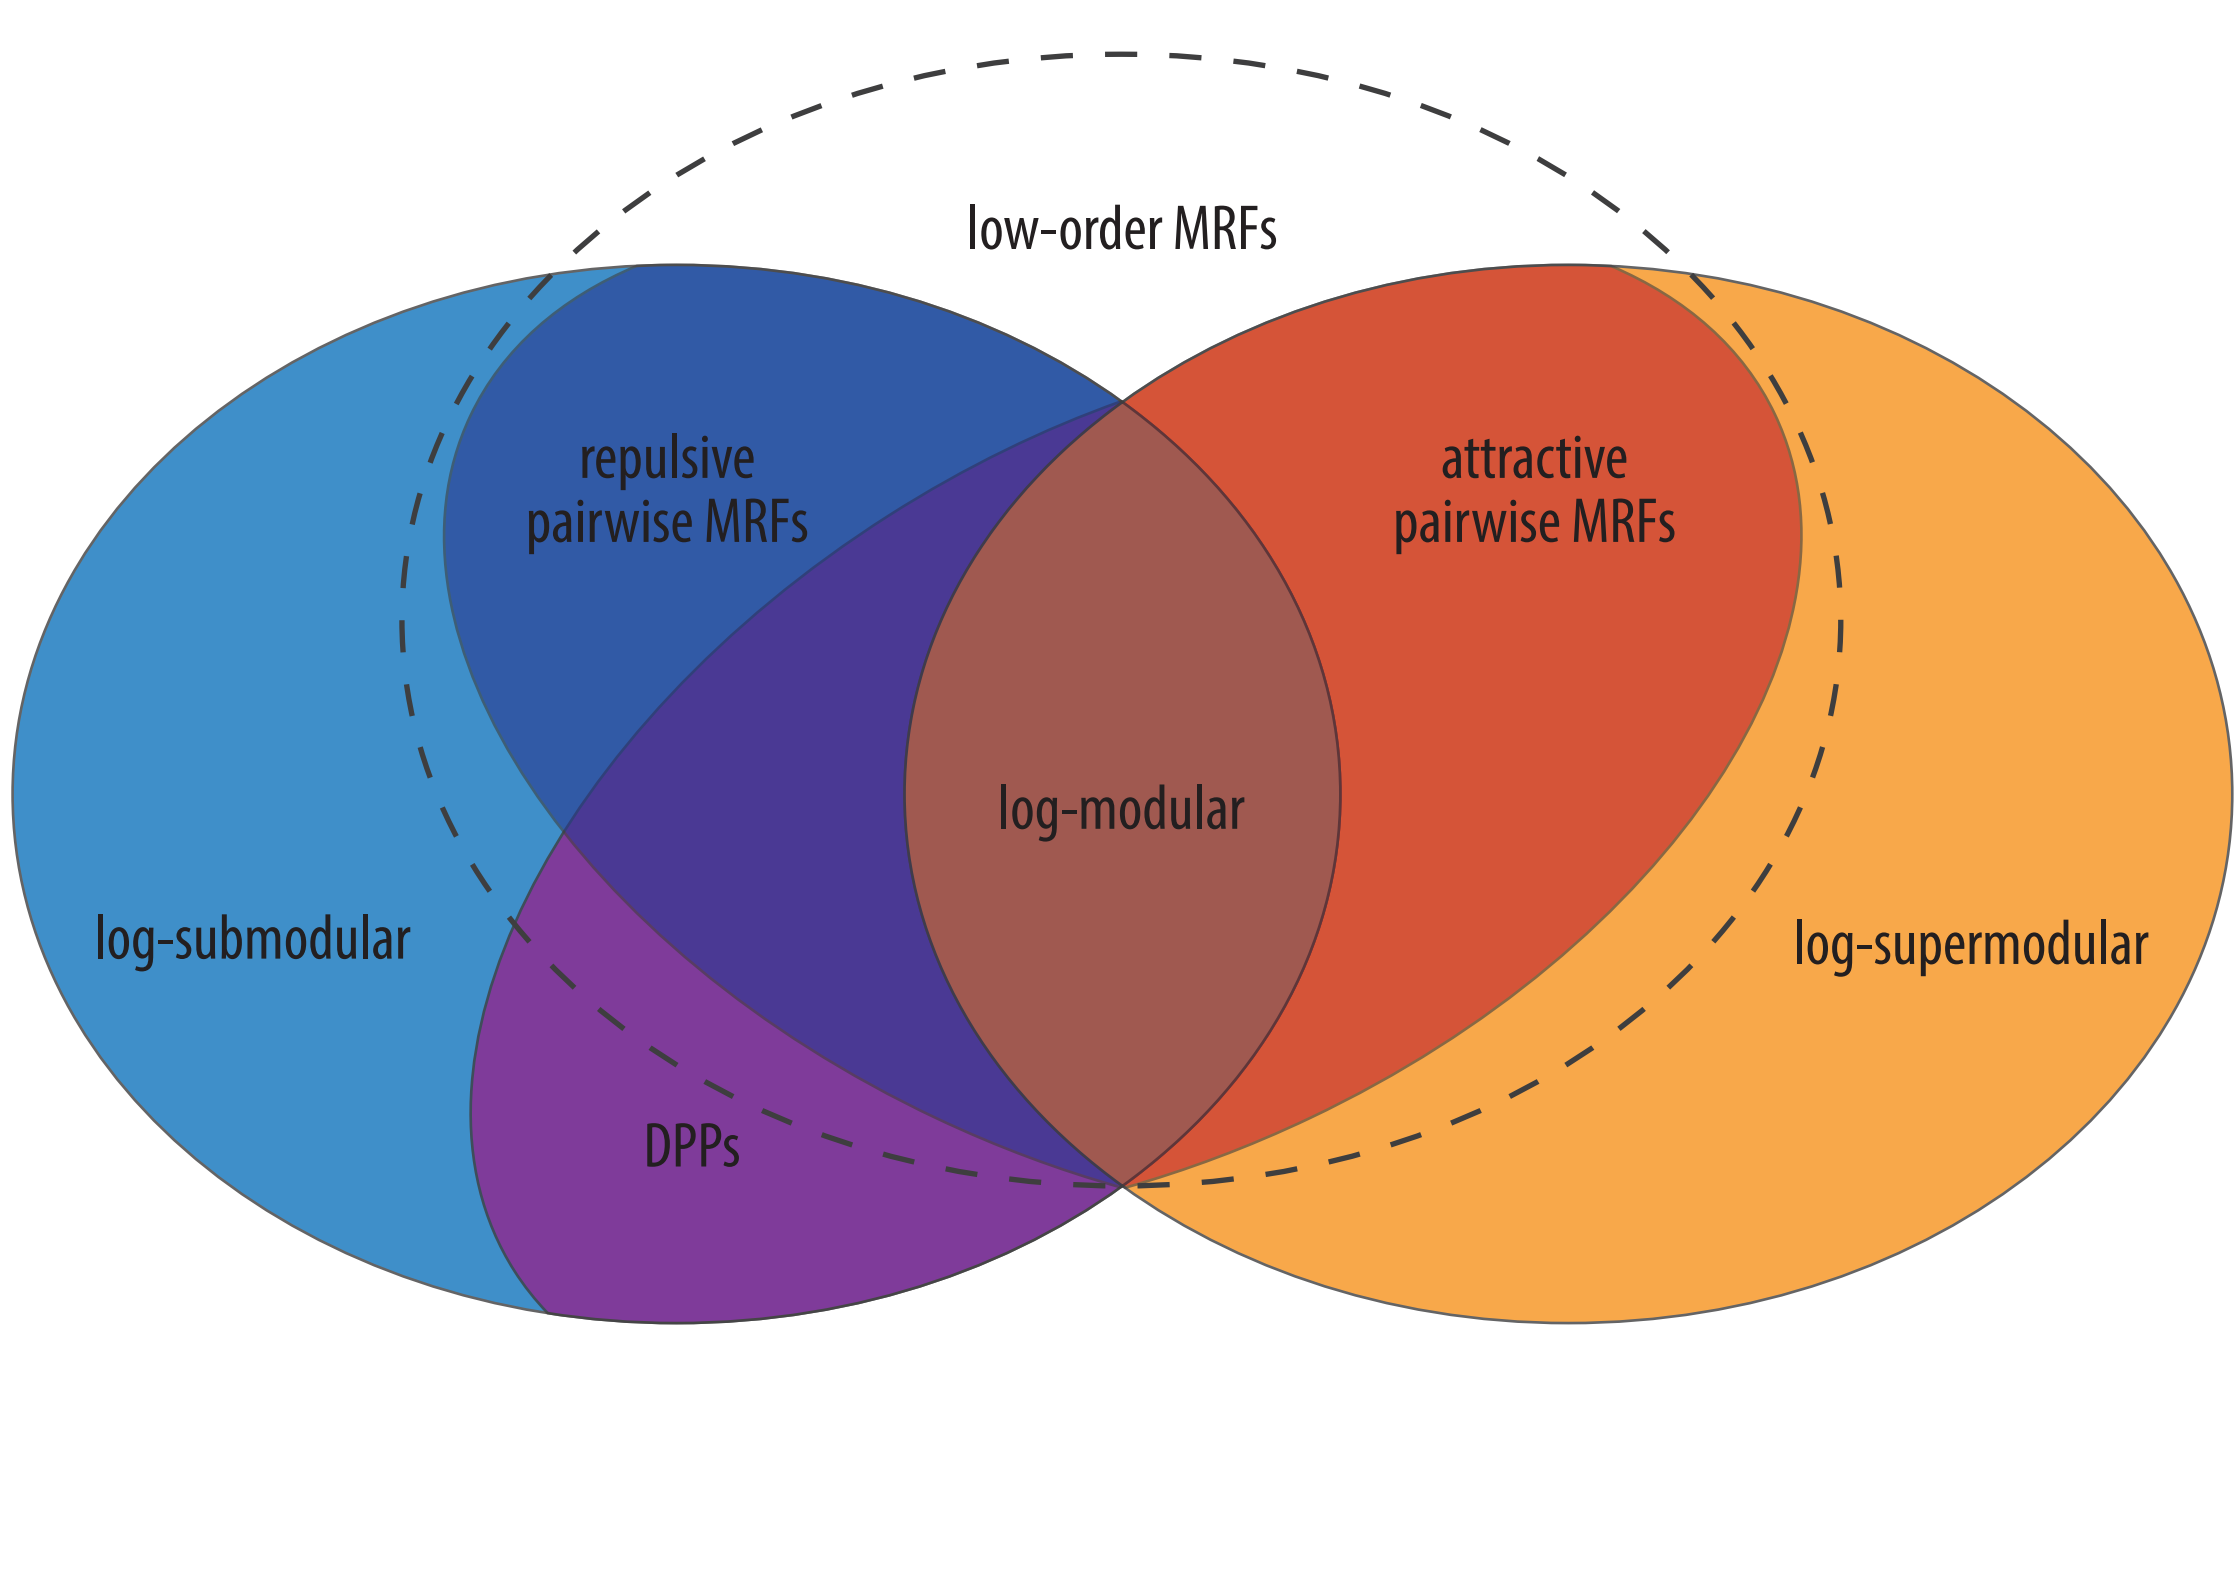 low-order MRFs
repulsive
pairwise MRFs
attractive
pairwise MRFs
log-modular
log-submodular
log-supermodular
DPPs